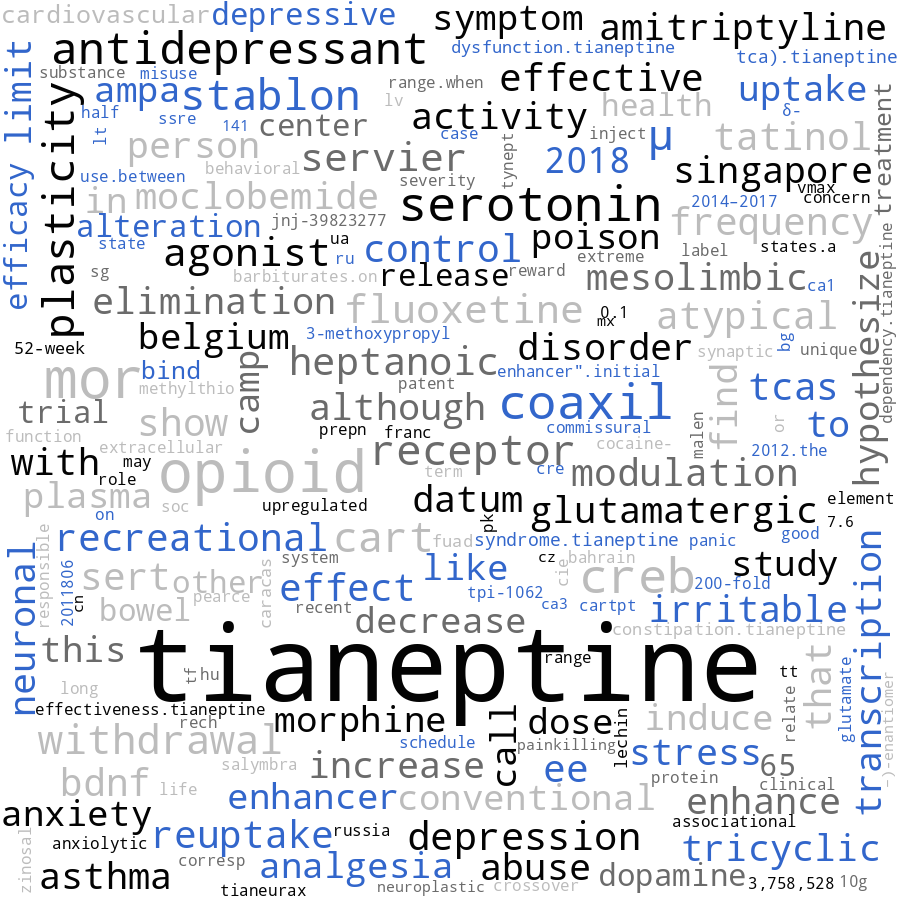 cardiovascular depressive symptom amitriptyline
antidepressant dysfunction.tianeptine tca).tianeptine
substance misuse range.when effective uptake
efficacy limit
plasticity
ampa stablon lv activity health δ- treatment
half ssre 141 center case inject μ tatinol
lt person servier tynept 2018 singapore
behavioral severity vmax concern
use.between in moclobemide serotonin 2014–2017
alteration jnj-39823277 frequency
state agonist ua ru control poison label states.a
extreme
sg barbiturates.on release reward mesolimbic ca1
hypothesize
dependency.tianeptine
elimination fluoxetine 0.1 mx atypical
belgium 3-methoxypropyl disorder bg
52-week heptanoic synaptic unique
mor bind camp enhancer".initial find tcas
methylthio patent
trial show although coaxil or to
function prepn franc commissural malen
extracellular receptor cocaine- 2012.the
with may role opioid term cre modulation
plasma soc upregulated datum element
on pk glutamatergic 7.6
recreational cart fuad syndrome.tianeptine panic good
neuronal
responsible
2011806
system cz bahrain study transcription
sert other caracas effect like cie creb 200-fold
cn bowel pearce recent tpi-1062 ca3 cartpt irritable
decrease constipation.tianeptine
this tianeptine range that
tf hu tt
long relate glutamate -)-enantiomer
effectiveness.tianeptine
rech morphine call dose lechin induce
withdrawal schedule painkilling stress
salymbra increase ee 65
bdnf life protein clinical
enhancer conventional enhance
anxiety associational
reuptake russia depression tricyclic
anxiolytic
zinosal corresp analgesia abuse
asthma dopamine 3,758,528 10g
tianeurax neuroplastic crossover